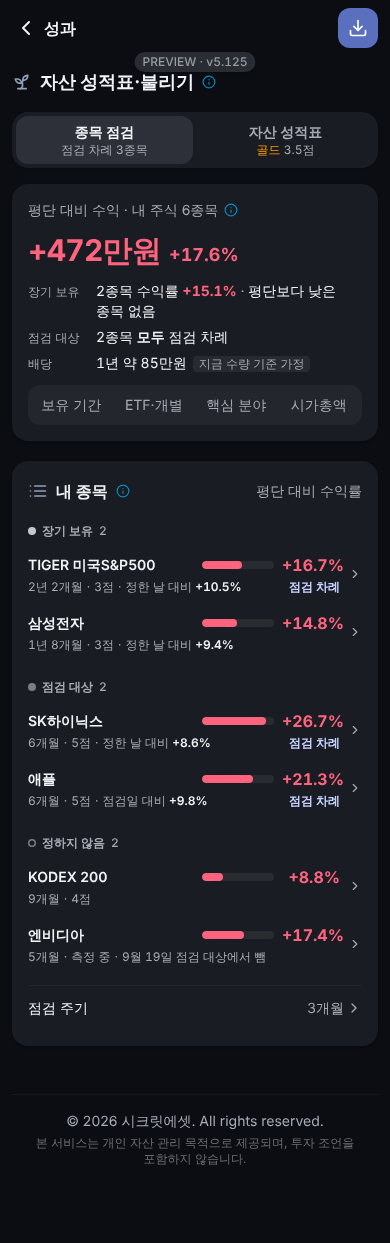 성과
PREVIEW · v5.125
자산 성적표·불리기
종목 점검
점검 차례 3종목
자산 성적표
골드 3.5점
평단 대비 수익 · 내 주식 6종목
+472만원 +17.6%
장기 보유 2종목 수익률 +15.1% · 평단보다 낮은
종목 없음
점검 대상 2종목 모두 점검 차례
배당 1년 약 85만원 지금 수량 기준 가정
보유 기간 ETF·개별 핵심 분야 시가총액
내 종목 평단 대비 수익률
장기 보유 2
TIGER 미국S&P500 +16.7%
2년 2개월 · 3점 · 정한 날 대비 +10.5% 점검 차례
삼성전자 +14.8%
1년 8개월 · 3점 · 정한 날 대비 +9.4%
점검 대상 2
SK하이닉스 +26.7%
6개월 · 5점 · 정한 날 대비 +8.6% 점검 차례
애플 +21.3%
6개월 · 5점 · 점검일 대비 +9.8% 점검 차례
정하지 않음 2
KODEX 200 +8.8%
9개월 · 4점
엔비디아 +17.4%
5개월 · 측정 중 · 9월 19일 점검 대상에서 뺌
점검 주기 3개월
© 2026 시크릿에셋. All rights reserved.
본 서비스는 개인 자산 관리 목적으로 제공되며, 투자 조언을
포함하지 않습니다.